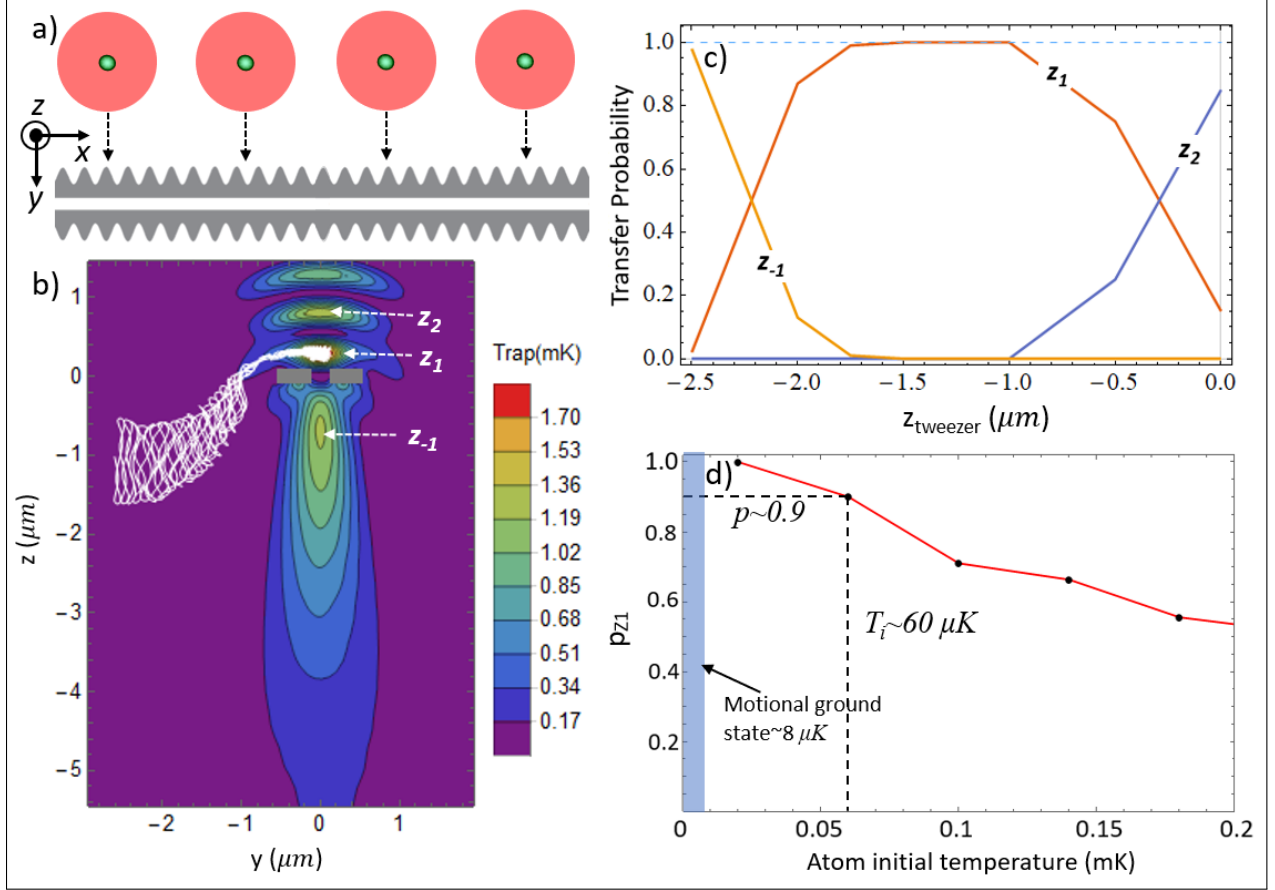 a)
z
x
y
b)
z₂
z₁
z₋₁
1
0
−1
−2
−3
−4
−5
z (μm)
−2
−1
0
1
y (μm)
Trap(mK)
1.70
1.53
1.36
1.19
1.02
0.85
0.68
0.51
0.34
0.17
c)
Transfer Probability
1.0
0.8
0.6
0.4
0.2
0.0
z₁
z₂
z₋₁
−2.5
−2.0
−1.5
−1.0
−0.5
0.0
z_tweezer (μm)
d)
p_Z1
1.0
0.8
0.6
0.4
0.2
p~0.9
T_i~60 μK
Motional ground
state~8 μK
0
0.05
0.1
0.15
0.2
Atom initial temperature (mK)